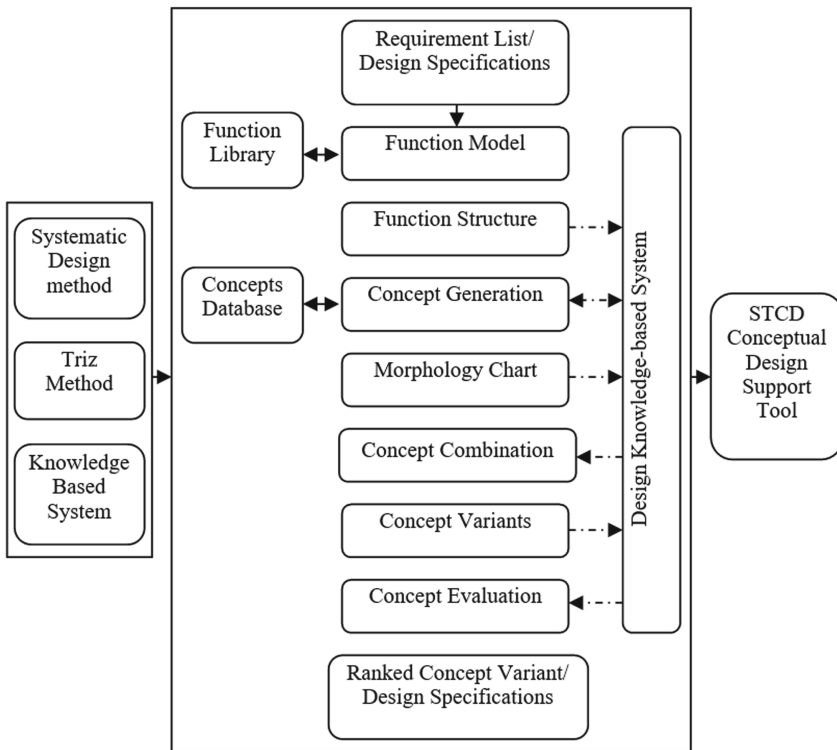 Requirement List/
Design Specifications
Function
Library
Function Model
Function Structure
Systematic
Design
method
Concepts
Database
Concept Generation
Triz
Method
Morphology Chart
Knowledge
Based
System
Concept Combination
Concept Variants
Concept Evaluation
Ranked Concept Variant/
Design Specifications
Design Knowledge-based System
STCD
Conceptual
Design
Support
Tool